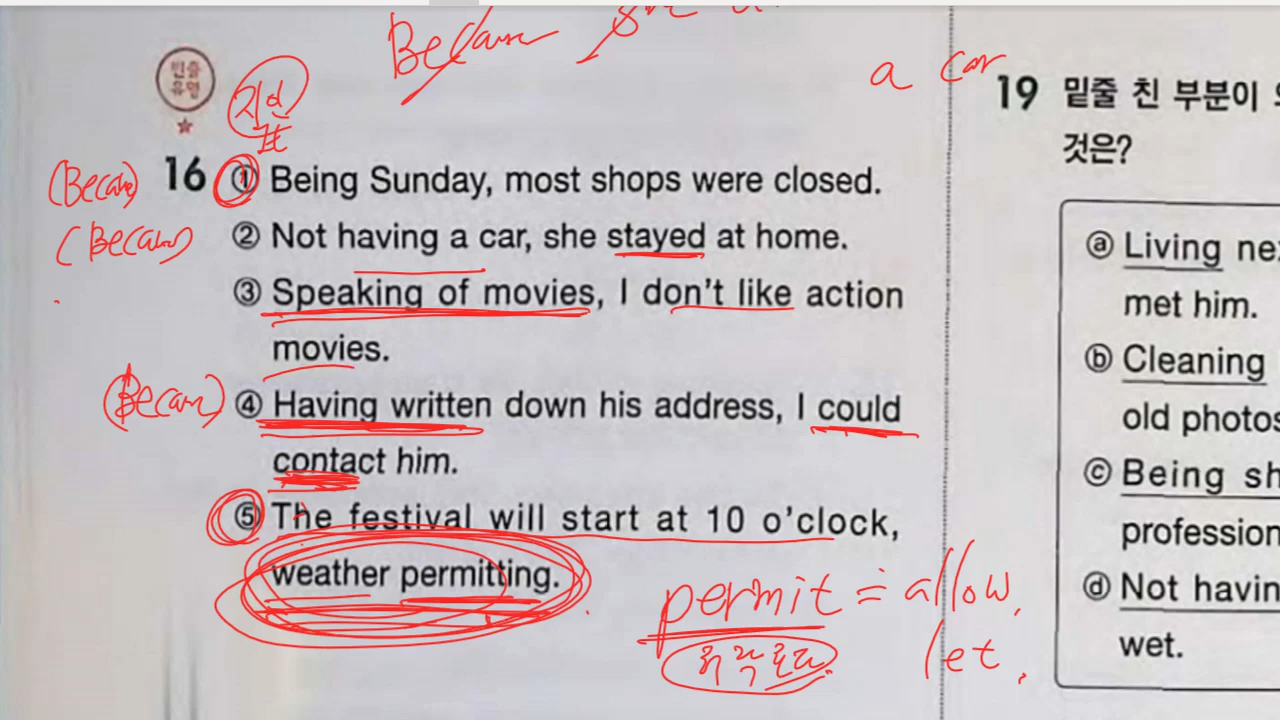 Because she
a car
빈출
유형
16 ① Being Sunday, most shops were closed.
(Because)
② Not having a car, she stayed at home.
(Because)
③ Speaking of movies, I don't like action
movies.
④ Having written down his address, I could
(Because)
contact him.
⑤ The festival will start at 10 o'clock,
weather permitting.
permit = allow,
let,
19 밑줄 친 부분이
것은?
ⓐ Living
met him.
ⓑ Cleaning
old photos
ⓒ Being
profession
ⓓ Not
wet.